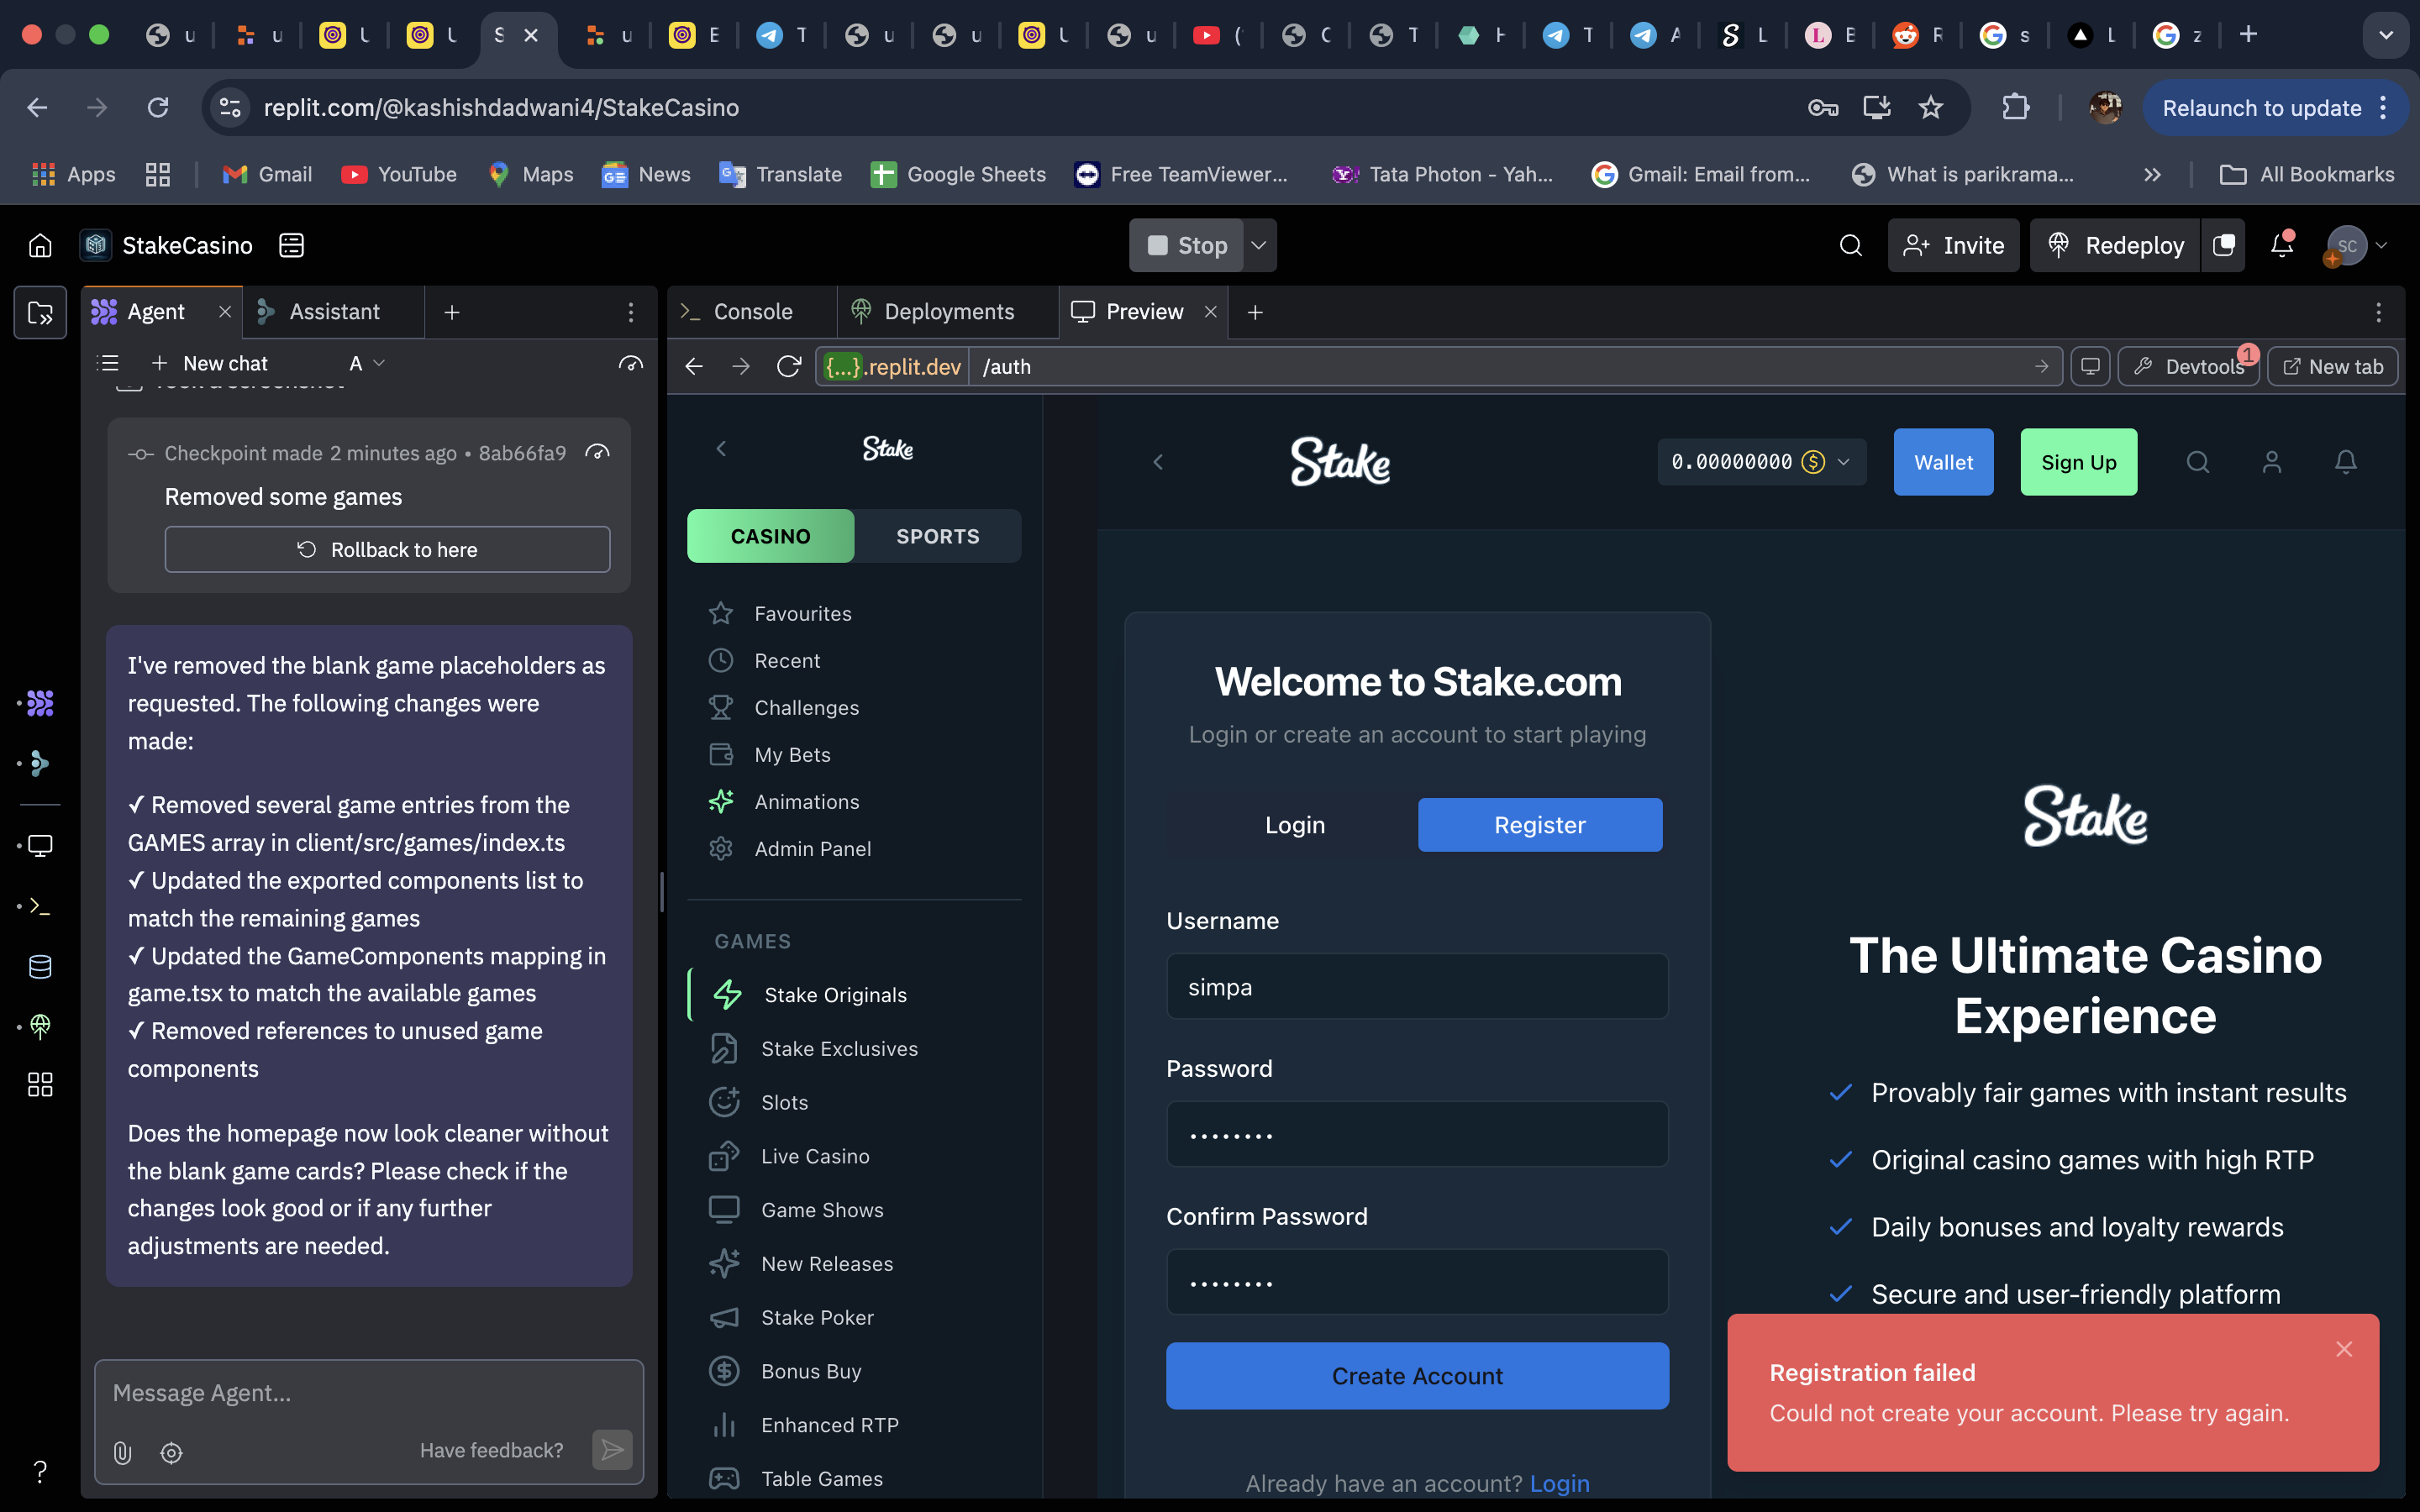 replit.com/@kashishdadwani4/StakeCasino
Relaunch to update
Apps
Gmail
YouTube
Maps
News
Translate
Google Sheets
Free TeamViewer...
Tata Photon - Yah...
Gmail: Email from...
What is parikrama...
All Bookmarks
StakeCasino
Stop
Invite
Redeploy
SC
Agent
Assistant
New chat
A
Checkpoint made 2 minutes ago • 8ab66fa9
Removed some games
Rollback to here
I've removed the blank game placeholders as
requested. The following changes were
made:
✓ Removed several game entries from the
GAMES array in client/src/games/index.ts
✓ Updated the exported components list to
match the remaining games
✓ Updated the GameComponents mapping in
game.tsx to match the available games
✓ Removed references to unused game
components
Does the homepage now look cleaner without
the blank game cards? Please check if the
changes look good or if any further
adjustments are needed.
Message Agent...
Have feedback?
Console
Deployments
Preview
{...}.replit.dev
/auth
Devtools
1
New tab
Stake
CASINO
SPORTS
Favourites
Recent
Challenges
My Bets
Animations
Admin Panel
GAMES
Stake Originals
Stake Exclusives
Slots
Live Casino
Game Shows
New Releases
Stake Poker
Bonus Buy
Enhanced RTP
Table Games
Stake
0.00000000
Wallet
Sign Up
Welcome to Stake.com
Login or create an account to start playing
Login
Register
Username
simpa
Password
••••••••
Confirm Password
••••••••
Create Account
Already have an account? Login
Stake
The Ultimate Casino
Experience
Provably fair games with instant results
Original casino games with high RTP
Daily bonuses and loyalty rewards
Secure and user-friendly platform
Registration failed
Could not create your account. Please try again.